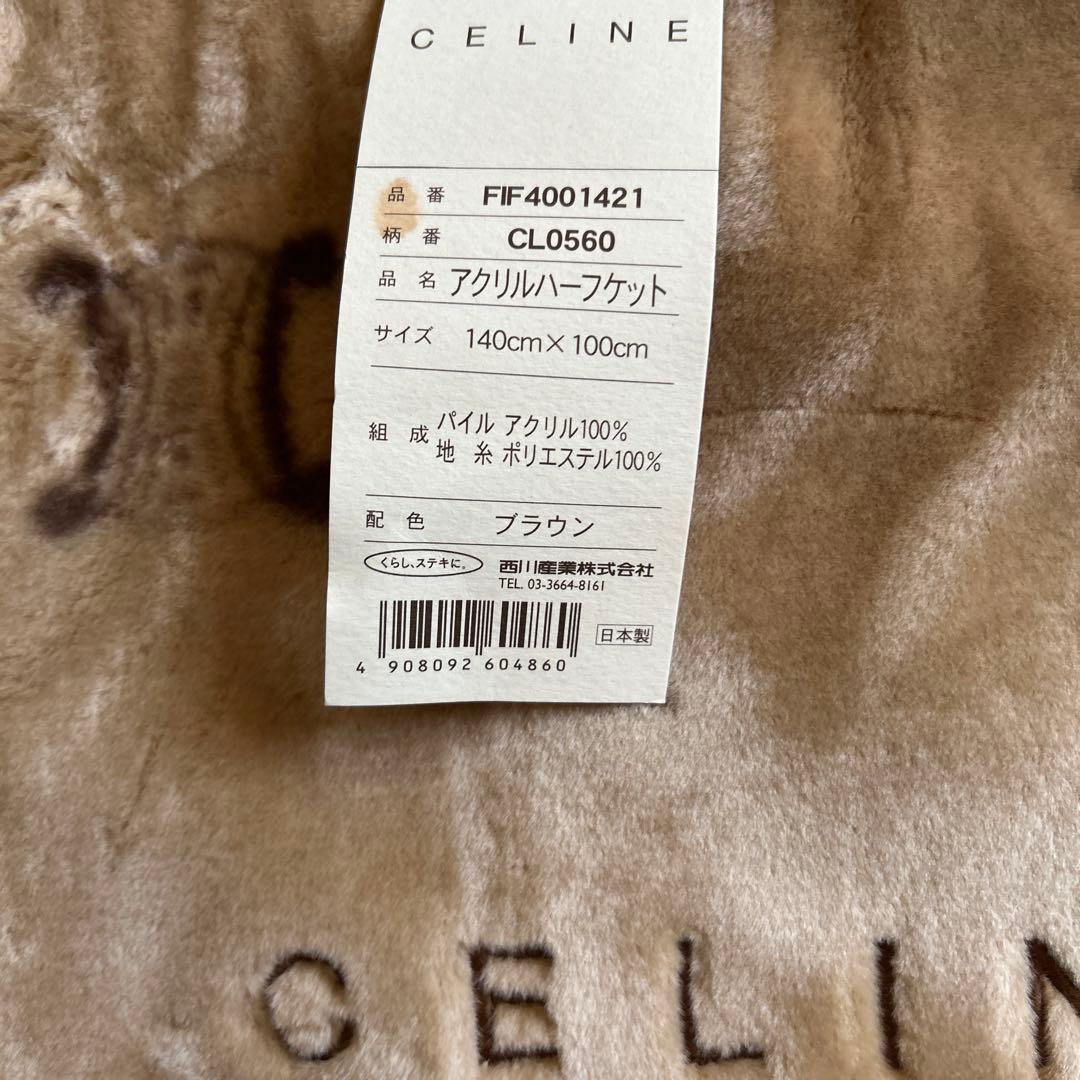 CELINE
品番 FIF4001421
柄番 CL0560
品名 アクリルハーフケット
サイズ 140cm×100cm
組成 パイル アクリル100%
地糸 ポリエステル100%
配色 ブラウン
くらし、ステキに。 西川産業株式会社
TEL. 03-3664-8161
日本製
4 908092 604860
CELIN